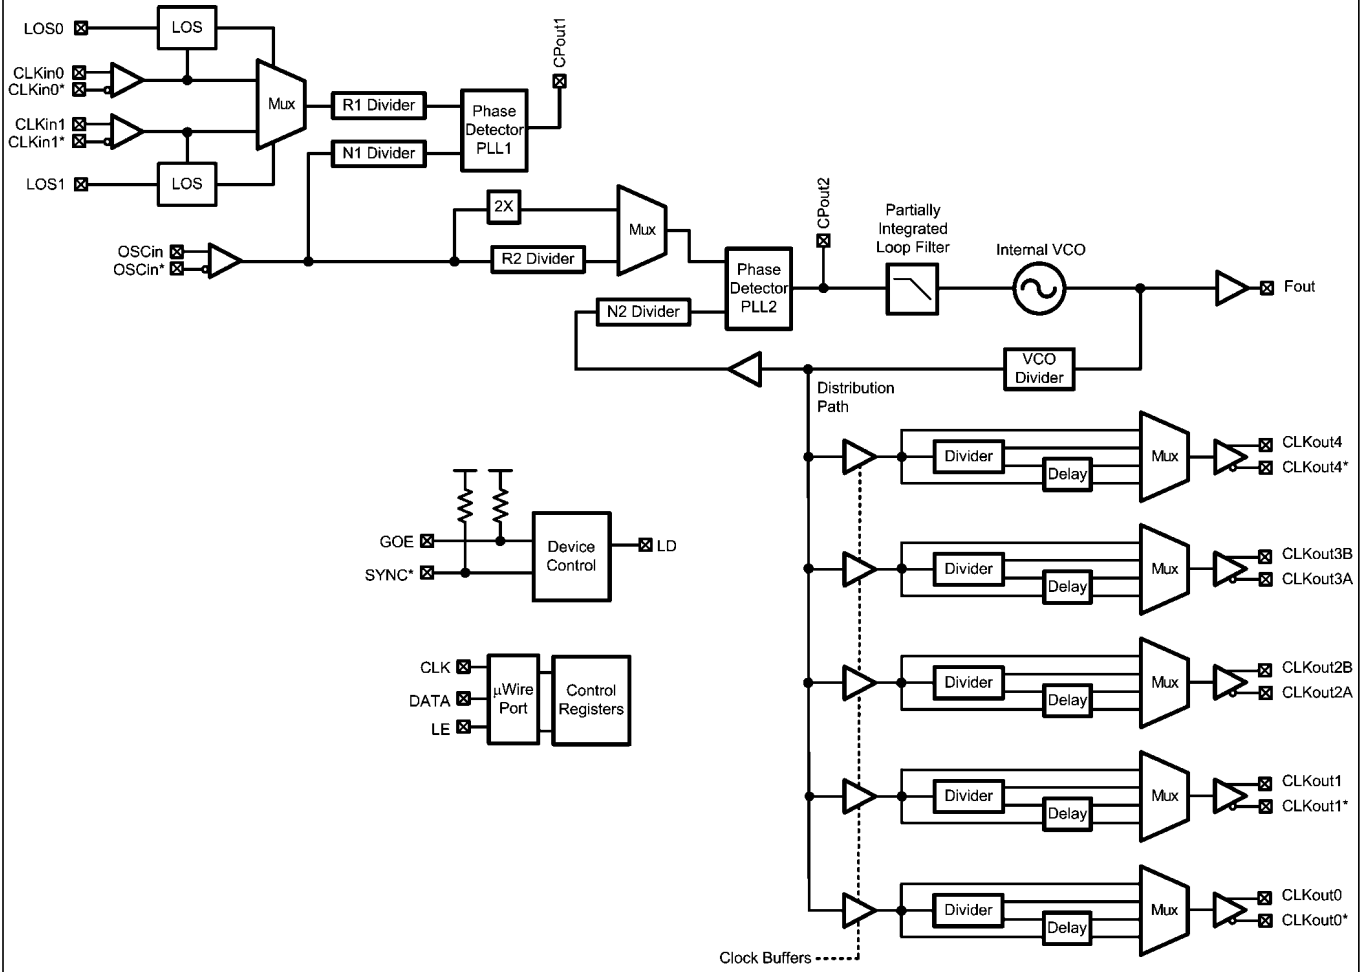 LOS0
LOS
CPout1
CLKin0
CLKin0*
Mux
R1 Divider
Phase
Detector
PLL1
CLKin1
CLKin1*
N1 Divider
LOS1
LOS
2X
Mux
CPout2
Partially
Integrated
Loop Filter
OSCin
OSCin*
R2 Divider
Phase
Detector
PLL2
Internal VCO
Fout
N2 Divider
VCO
Divider
Distribution
Path
Divider
Delay
Mux
CLKout4
CLKout4*
GOE
SYNC*
Device
Control
LD
Divider
Delay
Mux
CLKout3B
CLKout3A
CLK
DATA
LE
µWire
Port
Control
Registers
Divider
Delay
Mux
CLKout2B
CLKout2A
Divider
Delay
Mux
CLKout1
CLKout1*
Divider
Delay
Mux
CLKout0
CLKout0*
Clock Buffers